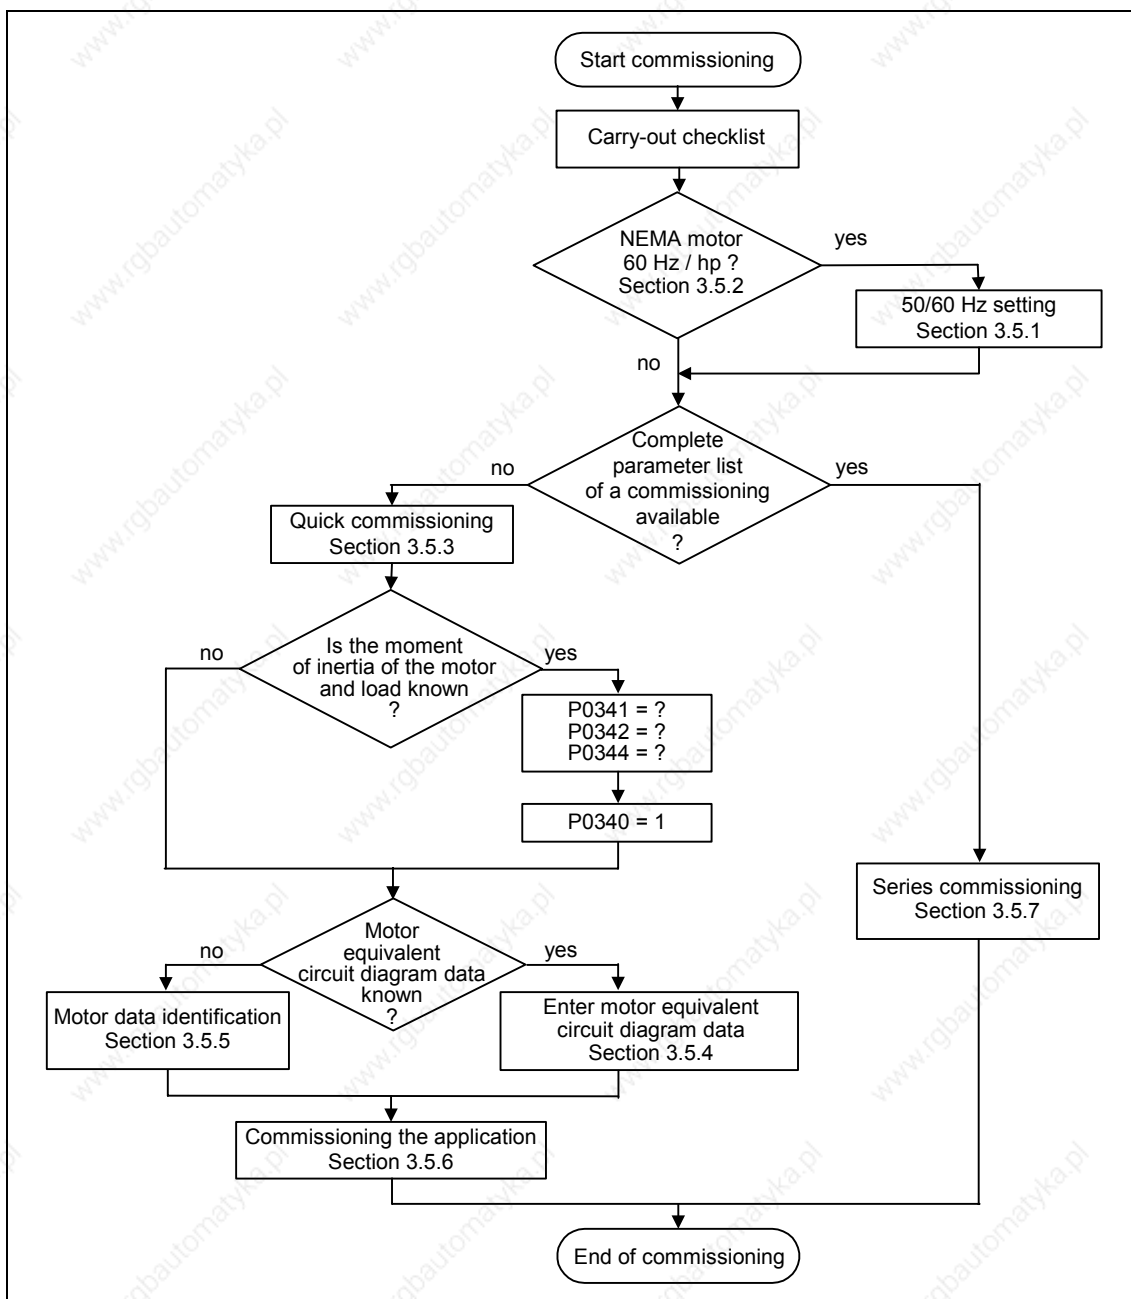 Start commissioning
Carry-out checklist
NEMA motor
60 Hz / hp ?
Section 3.5.2
yes
50/60 Hz setting
Section 3.5.1
no
Complete
parameter list
of a commissioning
available
?
no
yes
Quick commissioning
Section 3.5.3
Is the moment
of inertia of the motor
and load known
?
no
yes
P0341 = ?
P0342 = ?
P0344 = ?
P0340 = 1
Series commissioning
Section 3.5.7
Motor
equivalent
circuit diagram data
known
?
no
yes
Motor data identification
Section 3.5.5
Enter motor equivalent
circuit diagram data
Section 3.5.4
Commissioning the application
Section 3.5.6
End of commissioning
www.rgbautomatyka.pl